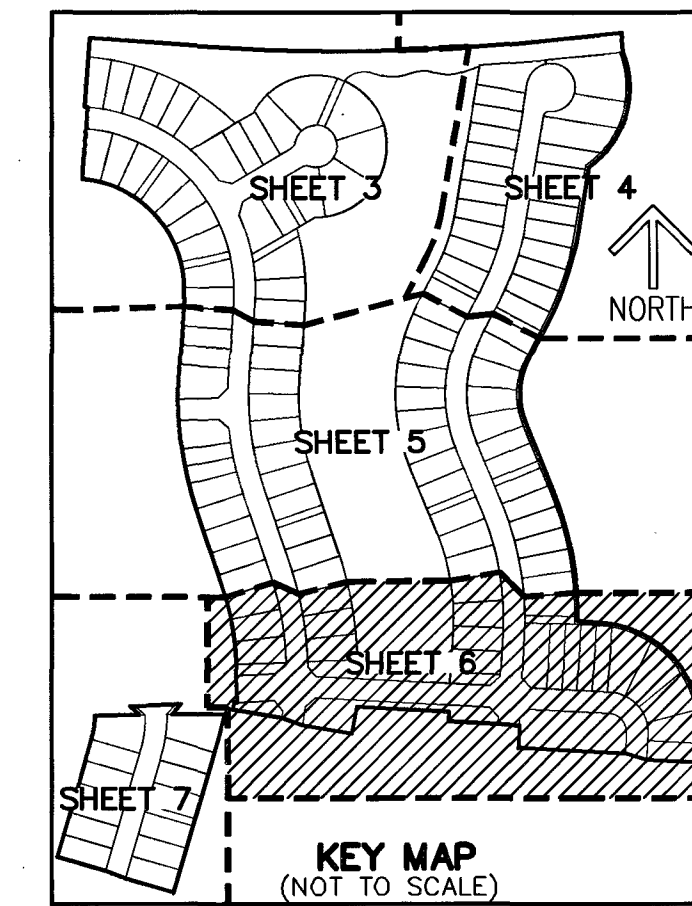 SHEET 3
SHEET 4
NORTH
SHEET 5
SHEET 6
SHEET 7
KEY MAP
(NOT TO SCALE)